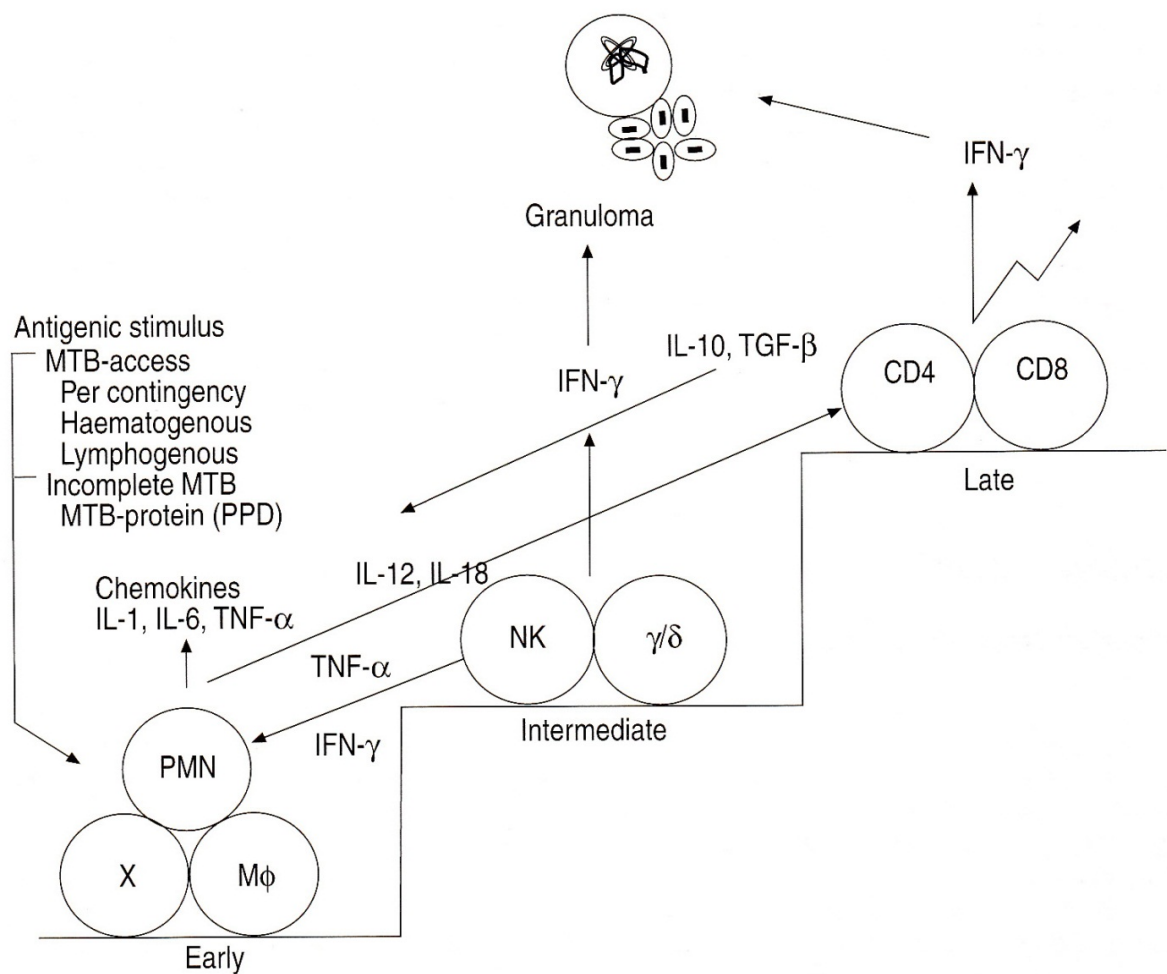 IFN-γ
Granuloma
Antigenic stimulus
MTB-access
Per contingency
Haematogenous
Lymphogenous
Incomplete MTB
MTB-protein (PPD)
IL-10, TGF-β
IFN-γ
CD4
CD8
Late
Chemokines
IL-1, IL-6, TNF-α
IL-12, IL-18
NK
γ/δ
TNF-α
IFN-γ
Intermediate
PMN
X
Mϕ
Early